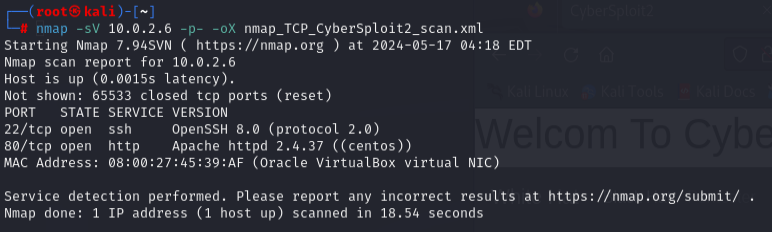 CyberSploit2
┌──(root㉿kali)-[~]
└─# nmap -sV 10.0.2.6 -p- -oX nmap_TCP_CyberSploit2_scan.xml
Starting Nmap 7.94SVN ( https://nmap.org ) at 2024-05-17 04:18 EDT
Nmap scan report for 10.0.2.6
Host is up (0.0015s latency).
Not shown: 65533 closed tcp ports (reset)
Kali Linux Kali Tools Kali Docs
PORT   STATE SERVICE VERSION
22/tcp open  ssh     OpenSSH 8.0 (protocol 2.0)
80/tcp open  http    Apache httpd 2.4.37 ((centos))
Welcom To Cybe
MAC Address: 08:00:27:45:39:AF (Oracle VirtualBox virtual NIC)
Service detection performed. Please report any incorrect results at https://nmap.org/submit/ .
Nmap done: 1 IP address (1 host up) scanned in 18.54 seconds